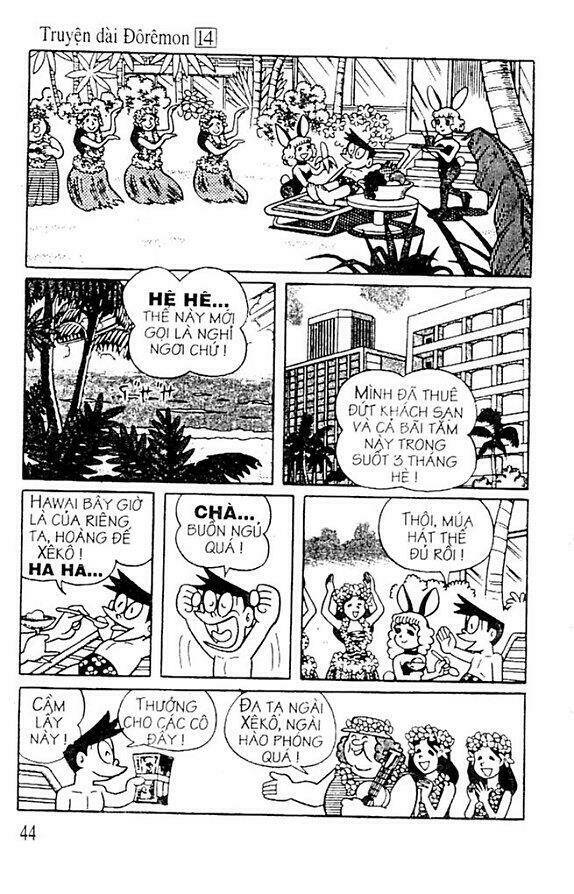 Truyện dài Đôrêmon 14
HỆ HÊ...
THẾ NÀY MỚI
GỌI LÀ NGHỈ
NGƠI CHỨ !
MÌNH ĐÃ THUÊ
ĐỨT KHÁCH SẠN
VÀ CẢ BÃI TẮM
NÀY TRONG
SUỐT 3 THÁNG
HÈ !
HAWAI BÂY GIỜ
LÀ CỦA RIÊNG
TA, HOÀNG ĐẾ
XÊKÔ !
HA HA...
CHÀ...
BUỒN NGỦ
QUÁ !
THÔI, MÚA
HÁT THẾ
ĐỦ RỒI !
CẦM
LẤY
NÀY !
THƯỞNG
CHO CÁC CÔ
ĐẤY !
ĐA TẠ NGÀI
XÊKÔ, NGÀI
HÀO PHÓNG
QUÁ !
44